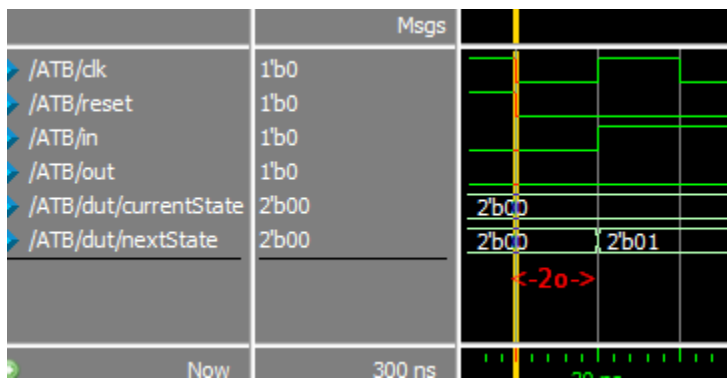 Msgs
/ATB/clk 1'b0
/ATB/reset 1'b0
/ATB/in 1'b0
/ATB/out 1'b0
/ATB/dut/currentState 2'b00 2'b00
/ATB/dut/nextState 2'b00 2'b00 2'b01
<-2o->
Now 300 ns